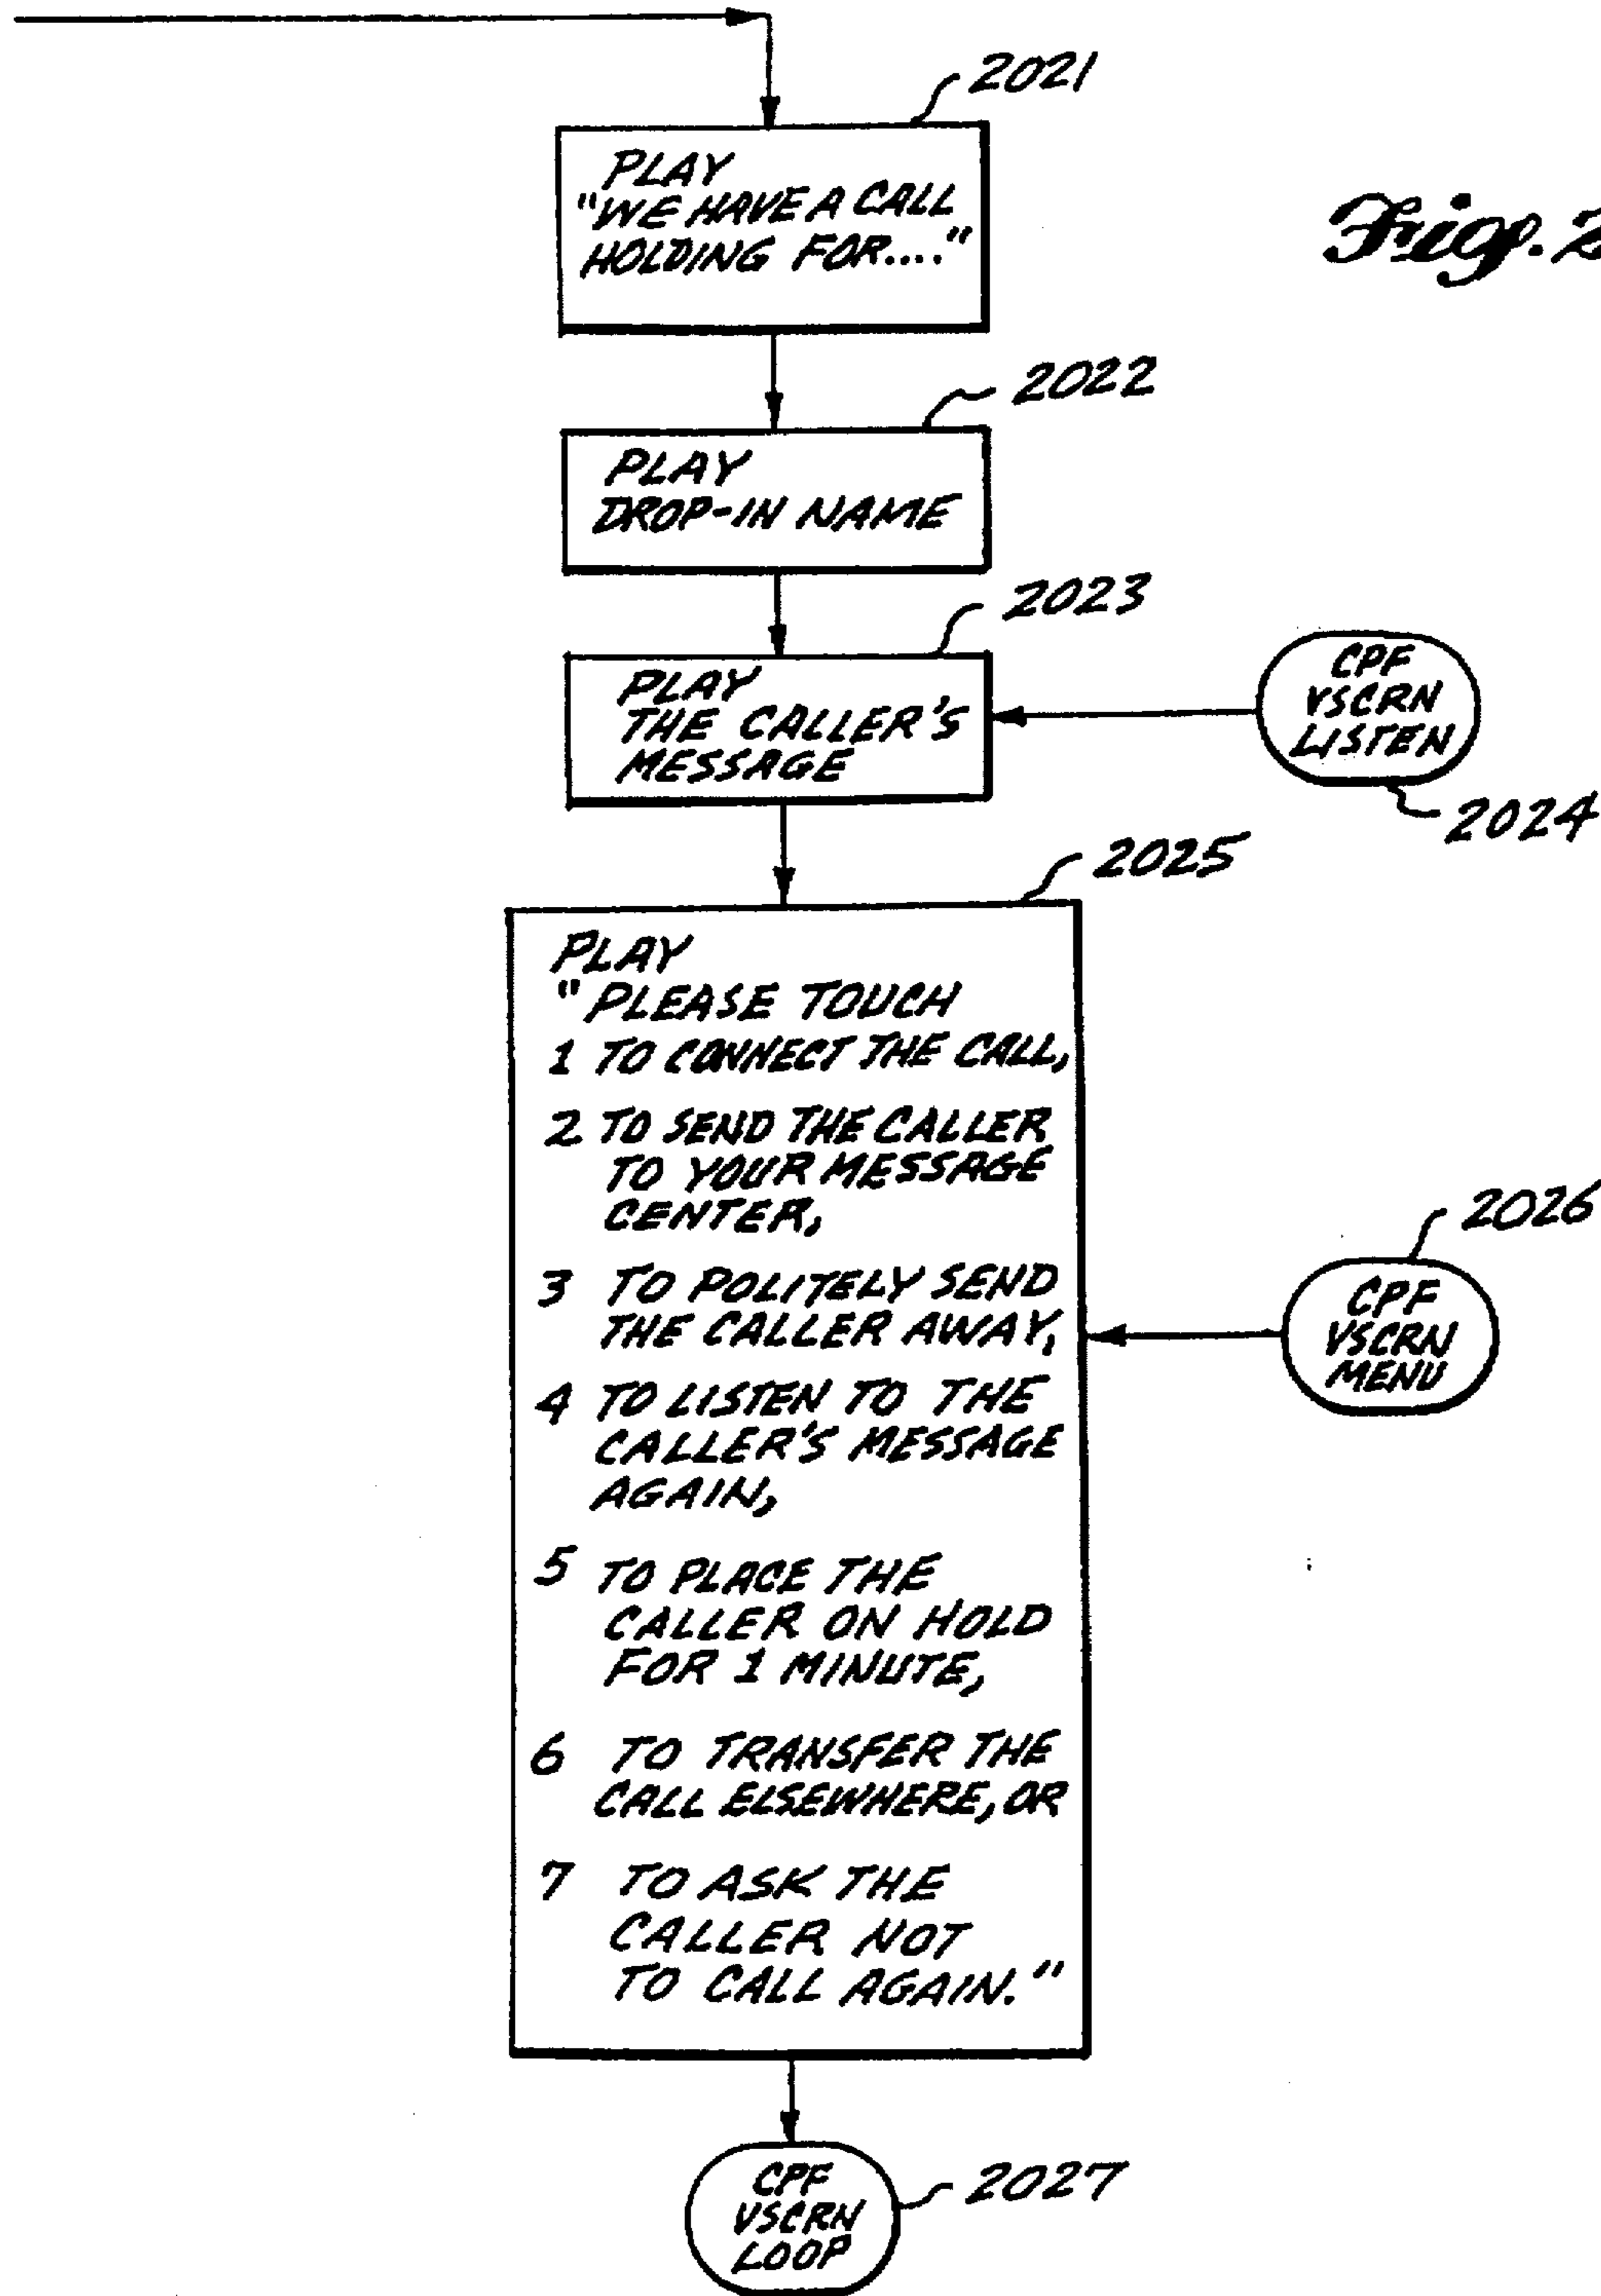 2021
PLAY
"WE HAVE A CALL
HOLDING FOR...."
Fig. 2
2022
PLAY
DROP-IN NAME
2023
PLAY
THE CALLER'S
MESSAGE
CPF
VSCRN
LISTEN
2024
2025
PLAY
"PLEASE TOUCH
1 TO CONNECT THE CALL,
2 TO SEND THE CALLER
TO YOUR MESSAGE
CENTER,
3 TO POLITELY SEND
THE CALLER AWAY,
4 TO LISTEN TO THE
CALLER'S MESSAGE
AGAIN,
5 TO PLACE THE
CALLER ON HOLD
FOR 1 MINUTE,
6 TO TRANSFER THE
CALL ELSEWHERE, OR
7 TO ASK THE
CALLER NOT
TO CALL AGAIN."
2026
CPF
VSCRN
MENU
CPF
VSCRN
LOOP
2027